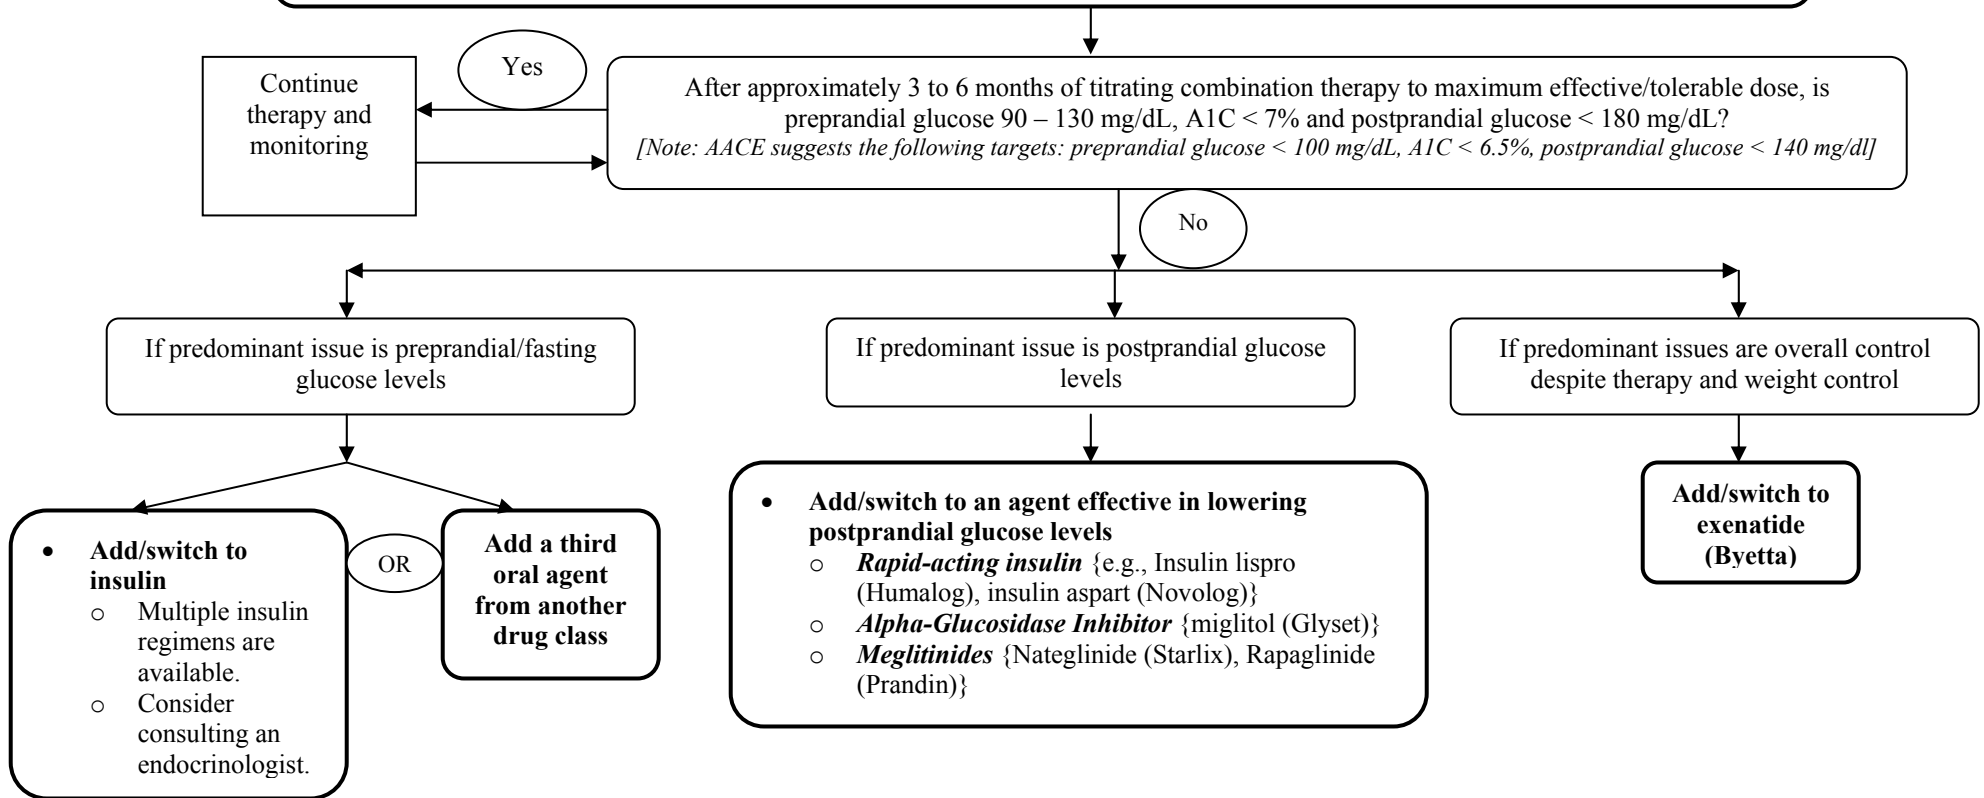 Yes
Continue
therapy and
monitoring
After approximately 3 to 6 months of titrating combination therapy to maximum effective/tolerable dose, is
preprandial glucose 90 – 130 mg/dL, A1C < 7% and postprandial glucose < 180 mg/dL?
[Note: AACE suggests the following targets: preprandial glucose < 100 mg/dL, A1C < 6.5%, postprandial glucose < 140 mg/dl]
No
If predominant issue is preprandial/fasting
glucose levels
If predominant issue is postprandial glucose
levels
If predominant issues are overall control
despite therapy and weight control
• Add/switch to
insulin
o Multiple insulin
regimens are
available.
o Consider
consulting an
endocrinologist.
OR
Add a third
oral agent
from another
drug class
• Add/switch to an agent effective in lowering
postprandial glucose levels
o Rapid-acting insulin {e.g., Insulin lispro
(Humalog), insulin aspart (Novolog)}
o Alpha-Glucosidase Inhibitor {miglitol (Glyset)}
o Meglitinides {Nateglinide (Starlix), Rapaglinide
(Prandin)}
Add/switch to
exenatide
(Byetta)